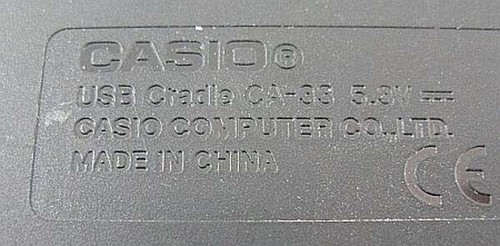 CASIO®
USB Cradle CA-33 5.3V ⎓
CASIO COMPUTER CO.,LTD.
MADE IN CHINA
CE